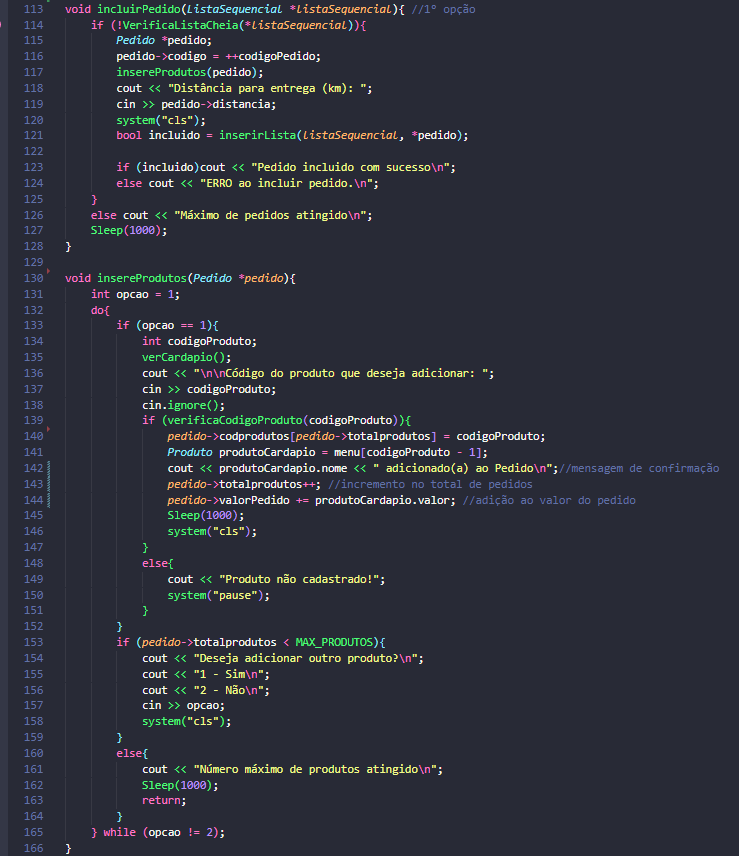 113 void incluirPedido(ListaSequencial *listaSequencial){ //1° opção
114 if (!VerificaListaCheia(*listaSequencial)){
115 Pedido *pedido;
116 pedido->codigo = ++codigoPedido;
117 insereProdutos(pedido);
118 cout << "Distância para entrega (km): ";
119 cin >> pedido->distancia;
120 system("cls");
121 bool incluido = inserirLista(listaSequencial, *pedido);
122
123 if (incluido)cout << "Pedido incluido com sucesso\n";
124 else cout << "ERRO ao incluir pedido.\n";
125 }
126 else cout << "Máximo de pedidos atingido\n";
127 Sleep(1000);
128 }
129
130 void insereProdutos(Pedido *pedido){
131 int opcao = 1;
132 do{
133 if (opcao == 1){
134 int codigoProduto;
135 verCardapio();
136 cout << "\n\nCódigo do produto que deseja adicionar: ";
137 cin >> codigoProduto;
138 cin.ignore();
139 if (verificaCodigoProduto(codigoProduto)){
140 pedido->codprodutos[pedido->totalprodutos] = codigoProduto;
141 Produto produtoCardapio = menu[codigoProduto - 1];
142 cout << produtoCardapio.nome << " adicionado(a) ao Pedido\n";//mensagem de confirmação
143 pedido->totalprodutos++; //incremento no total de pedidos
144 pedido->valorPedido += produtoCardapio.valor; //adição ao valor do pedido
145 Sleep(1000);
146 system("cls");
147 }
148 else{
149 cout << "Produto não cadastrado!";
150 system("pause");
151 }
152 }
153 if (pedido->totalprodutos < MAX_PRODUTOS){
154 cout << "Deseja adicionar outro produto?\n";
155 cout << "1 - Sim\n";
156 cout << "2 - Não\n";
157 cin >> opcao;
158 system("cls");
159 }
160 else{
161 cout << "Número máximo de produtos atingido\n";
162 Sleep(1000);
163 return;
164 }
165 } while (opcao != 2);
166 }